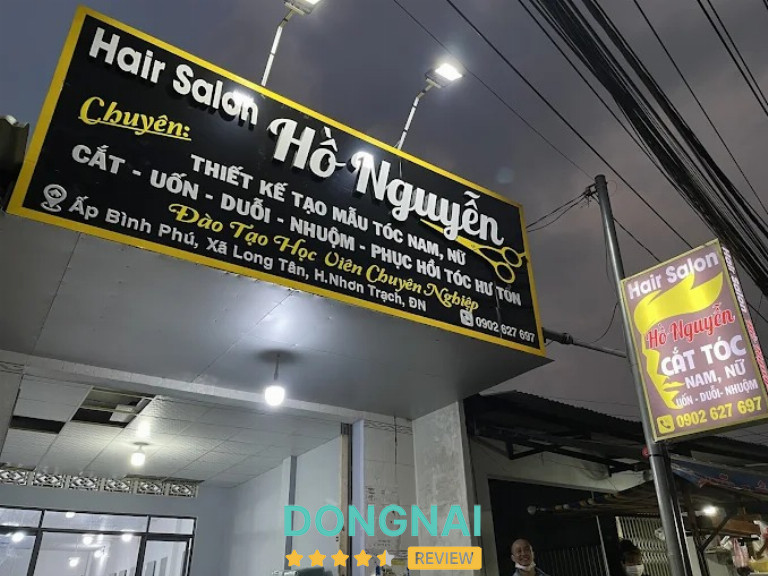 Hair Salon
Hồ Nguyễn
Chuyên:
THIẾT KẾ TẠO MẪU TÓC NAM, NỮ
CẮT - UỐN - DUỖI - NHUỘM - PHỤC HỒI TÓC HƯ TỔN
Đào Tạo Học Viên Chuyên Nghiệp
Ấp Bình Phú, Xã Long Tân, H.Nhơn Trạch, ĐN
0902 627 697
Hair Salon
Hồ Nguyễn
CẮT TÓC
NAM, NỮ
UỐN - DUỖI - NHUỘM
0902 627 697
DONGNAI
REVIEW